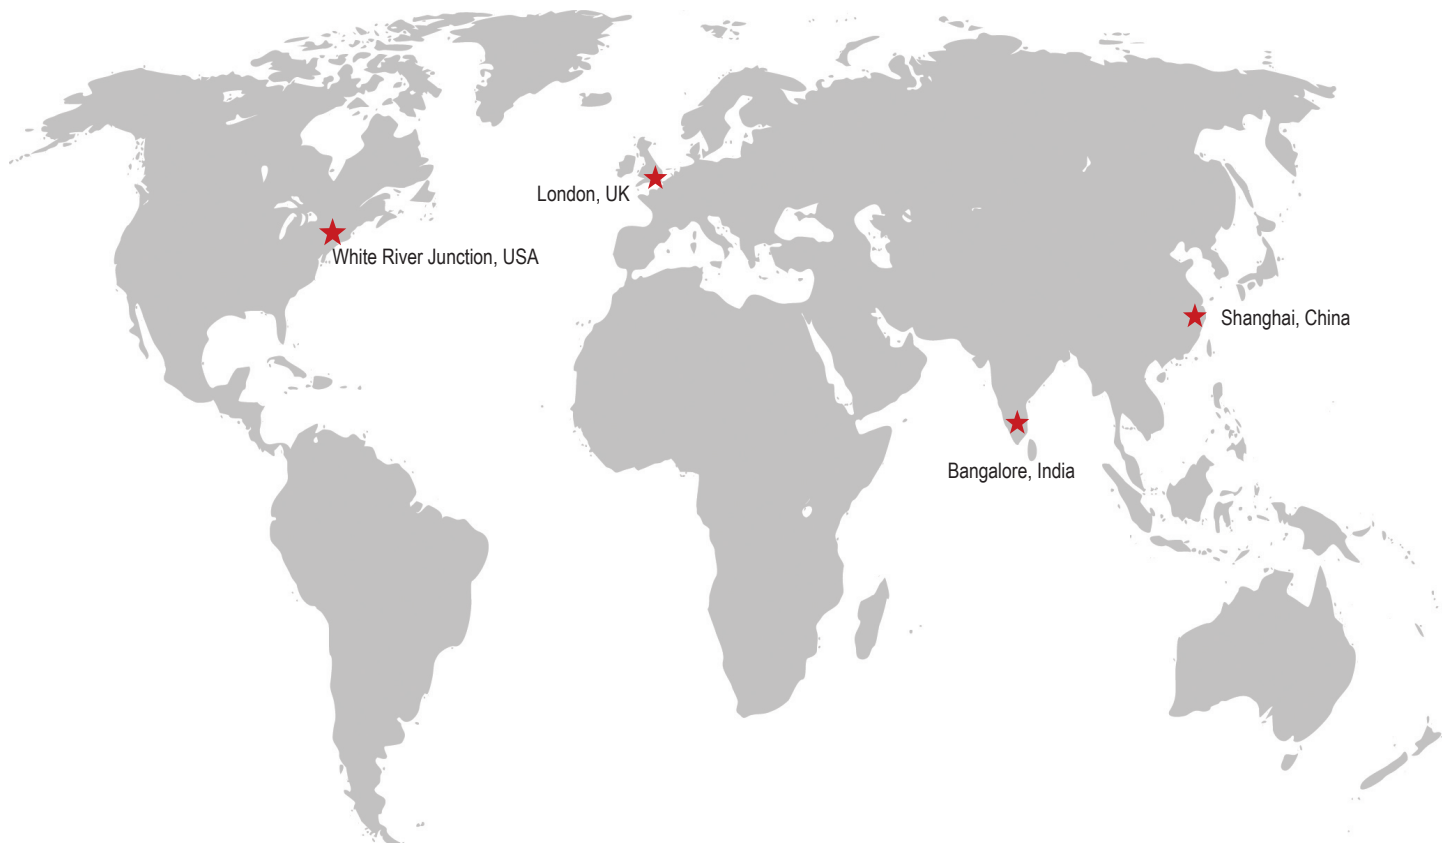 London, UK
White River Junction, USA
Shanghai, China
Bangalore, India